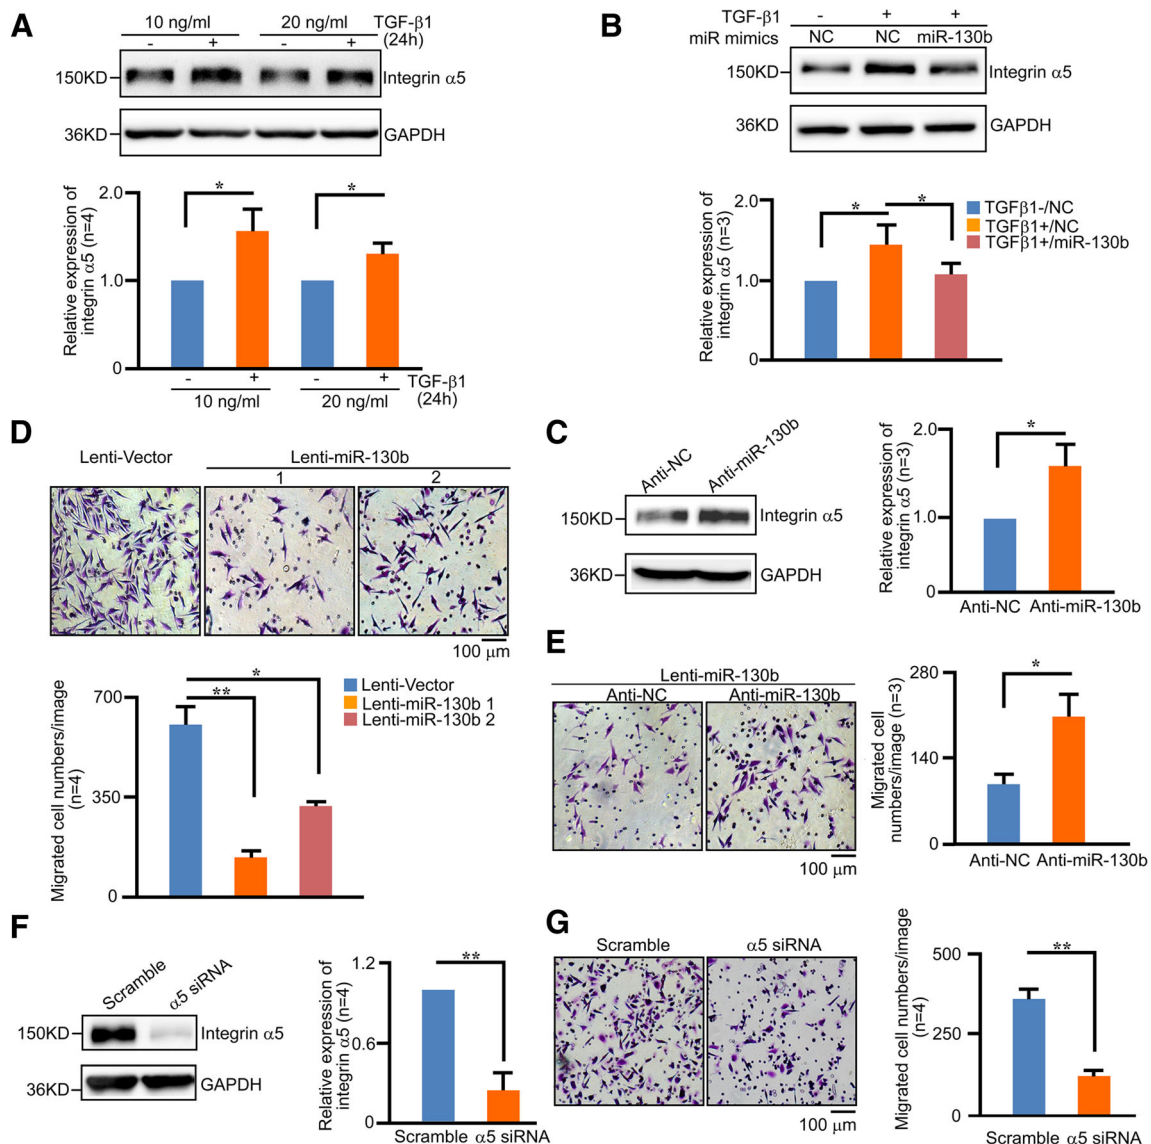 A
10 ng/ml 20 ng/ml TGF-β1
- + - + (24h)
150KD Integrin α5
36KD GAPDH
Relative expression of
integrin α5 (n=4)
2.0
1.0
0
*
*
- + - + TGF-β1
10 ng/ml 20 ng/ml (24h)
B
TGF-β1 - + +
miR mimics NC NC miR-130b
150KD Integrin α5
36KD GAPDH
Relative expression of
integrin α5 (n=3)
2.0
1.0
0
*
*
TGFβ1-/NC
TGFβ1+/NC
TGFβ1+/miR-130b
D
Lenti-Vector Lenti-miR-130b
1 2
100 μm
Migrated cell numbers/image
(n=4)
700
350
0
*
**
Lenti-Vector
Lenti-miR-130b 1
Lenti-miR-130b 2
C
Anti-NC Anti-miR-130b
150KD Integrin α5
36KD GAPDH
Relative expression of
integrin α5 (n=3)
2.0
1.0
0
*
Anti-NC Anti-miR-130b
E
Lenti-miR-130b
Anti-NC Anti-miR-130b
100 μm
Migrated cell
numbers/image (n=3)
280
140
0
*
Anti-NC Anti-miR-130b
F
Scramble α5 siRNA
150KD Integrin α5
36KD GAPDH
Relative expression of
integrin α5 (n=4)
1.2
0.6
0
**
Scramble α5 siRNA
G
Scramble α5 siRNA
100 μm
Migrated cell numbers/image
(n=4)
500
250
0
**
Scramble α5 siRNA